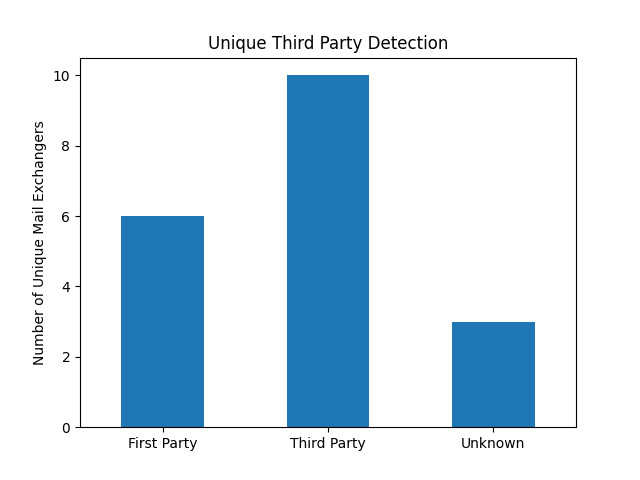 Unique Third Party Detection
Number of Unique Mail Exchangers
10
8
6
4
2
0
First Party
Third Party
Unknown